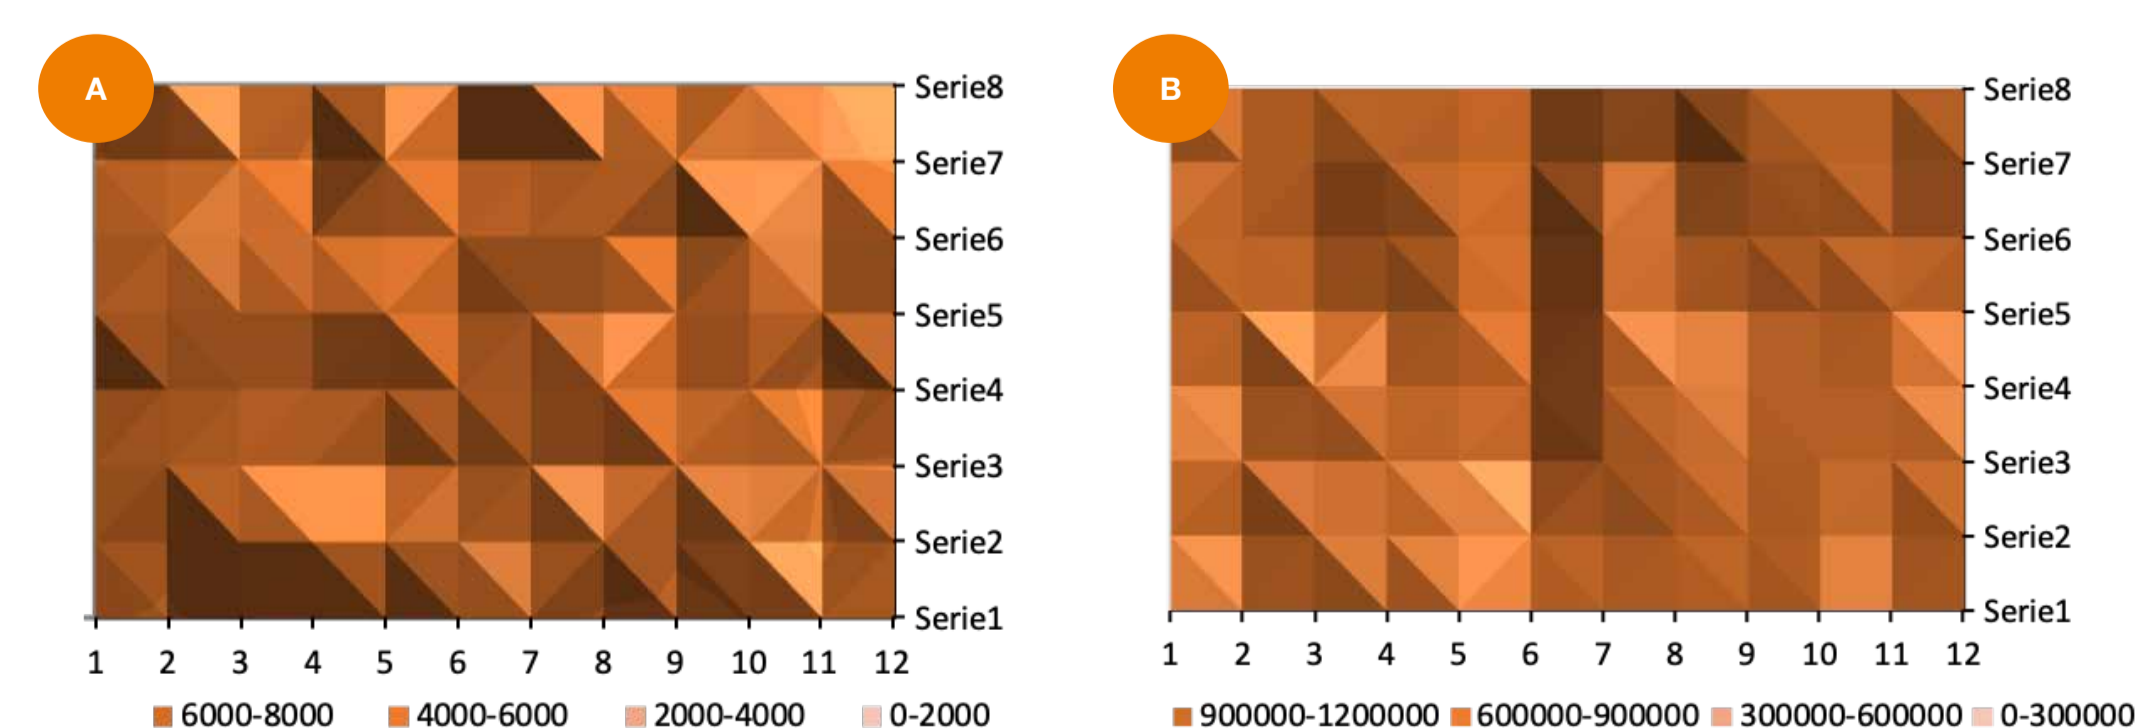 A
Serie8
Serie7
Serie6
Serie5
Serie4
Serie3
Serie2
Serie1
1 2 3 4 5 6 7 8 9 10 11 12
6000-8000 4000-6000 2000-4000 0-2000
B
Serie8
Serie7
Serie6
Serie5
Serie4
Serie3
Serie2
Serie1
1 2 3 4 5 6 7 8 9 10 11 12
900000-1200000 600000-900000 300000-600000 0-300000